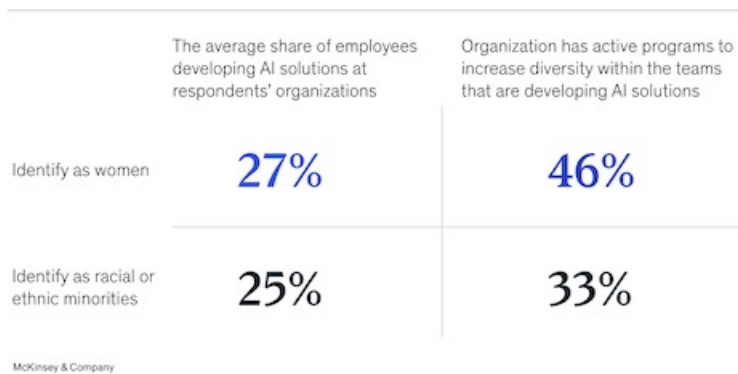 The average share of employees
developing AI solutions at
respondents' organizations
Organization has active programs to
increase diversity within the teams
that are developing AI solutions
Identify as women
27%
46%
Identify as racial or
ethnic minorities
25%
33%
McKinsey & Company